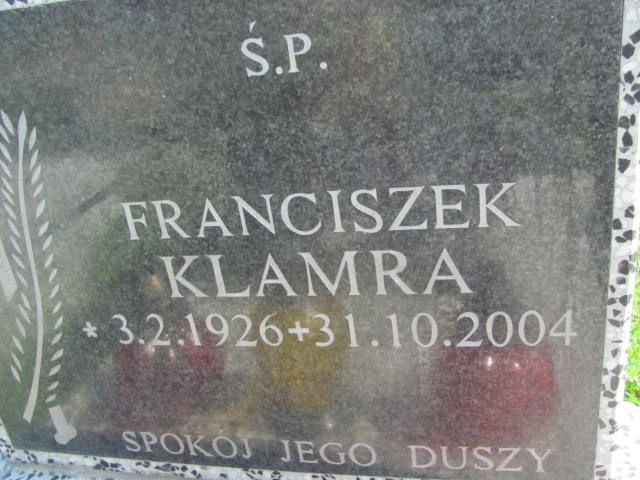 Ś.P.
FRANCISZEK
KLAMRA
* 3.2.1926+31.10.2004
SPOKOJ JEGO DUSZY